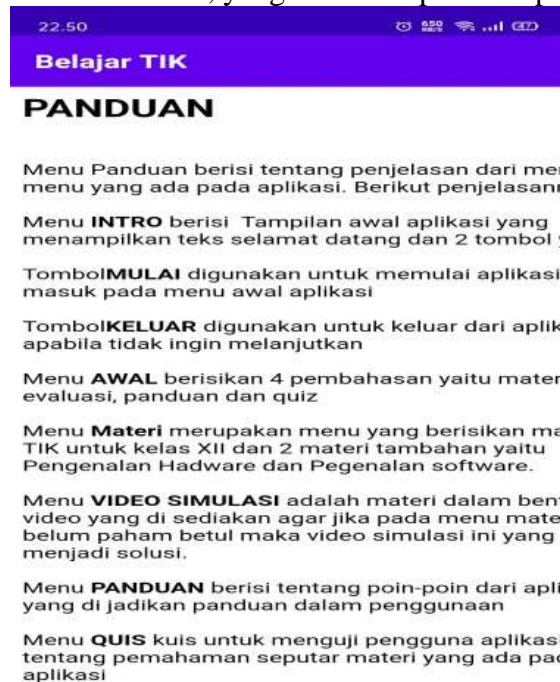 22.50
Belajar TIK
PANDUAN
Menu Panduan berisi tentang penjelasan dari
menu yang ada pada aplikasi. Berikut
Menu INTRO berisi Tampilan awal aplikasi yang
menampilkan teks selamat datang dan 2 tombol
TombolMULAI digunakan untuk memulai aplikasi
masuk pada menu awal aplikasi
TombolKELUAR digunakan untuk keluar dari
apabila tidak ingin melanjutkan
Menu AWAL berisikan 4 pembahasan yaitu
evaluasi, panduan dan quiz
Menu Materi merupakan menu yang berisikan
TIK untuk kelas XII dan 2 materi tambahan yaitu
Pengenalan Hadware dan Pegenalan software.
Menu VIDEO SIMULASI adalah materi dalam
video yang di sediakan agar jika pada menu
belum paham betul maka video simulasi ini yang
menjadi solusi.
Menu PANDUAN berisi tentang poin-poin dari
yang di jadikan panduan dalam penggunaan
Menu QUIS kuis untuk menguji pengguna aplikasi
tentang pemahaman seputar materi yang ada
aplikasi